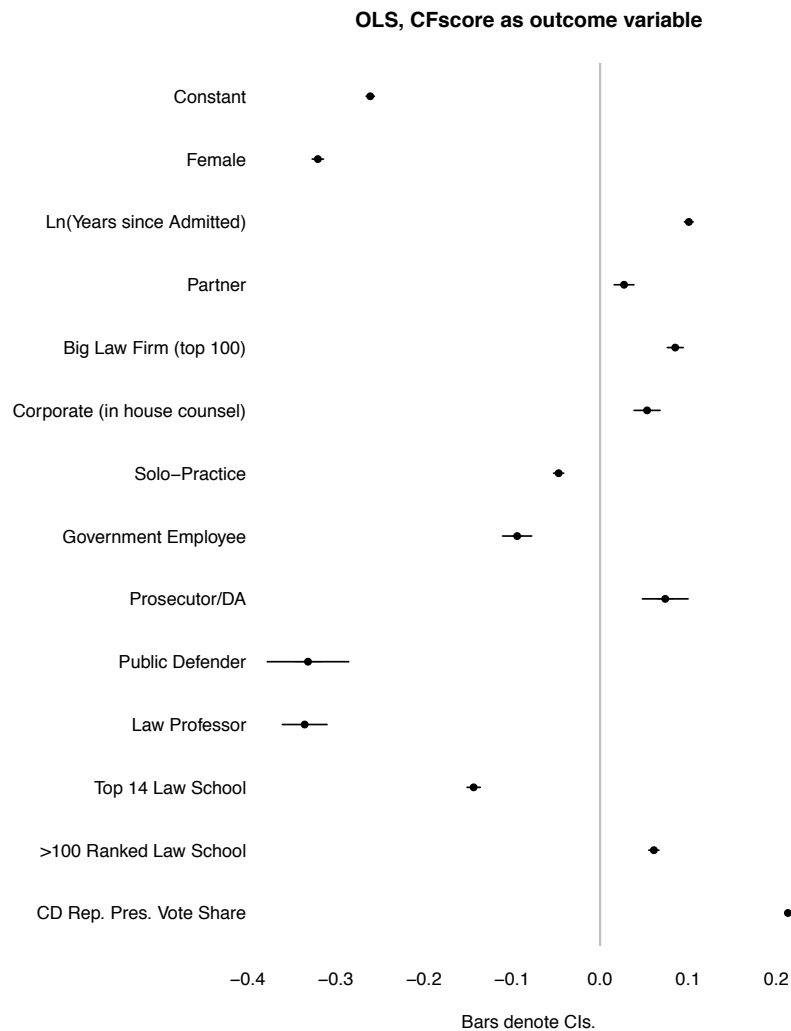 OLS, CFscore as outcome variable
Constant
Female
Ln(Years since Admitted)
Partner
Big Law Firm (top 100)
Corporate (in house counsel)
Solo−Practice
Government Employee
Prosecutor/DA
Public Defender
Law Professor
Top 14 Law School
>100 Ranked Law School
CD Rep. Pres. Vote Share
−0.4 −0.3 −0.2 −0.1 0.0 0.1 0.2
Bars denote CIs.